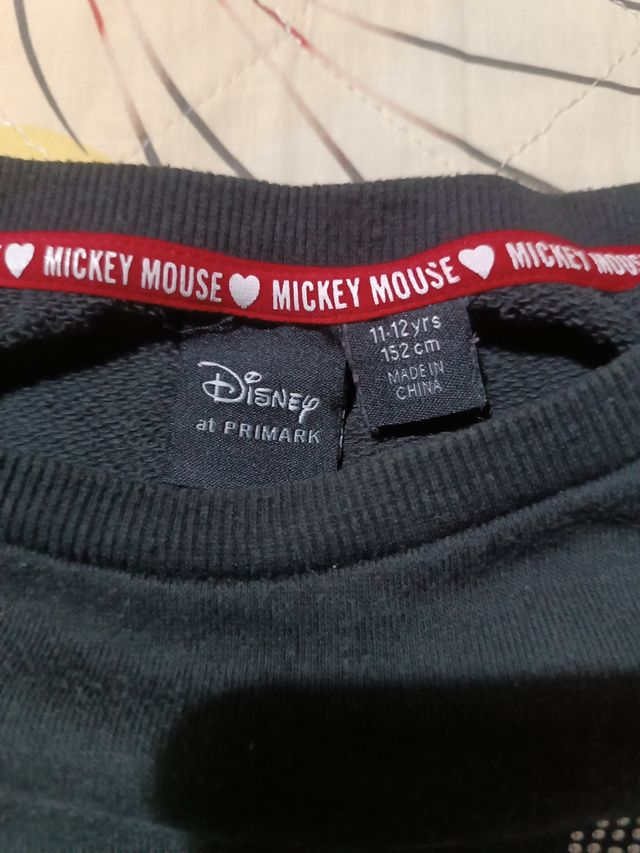 MICKEY MOUSE MICKEY MOUSE MICKEY MOUSE
Disney
at PRIMARK
11-12 yrs
152 cm
MADE IN
CHINA